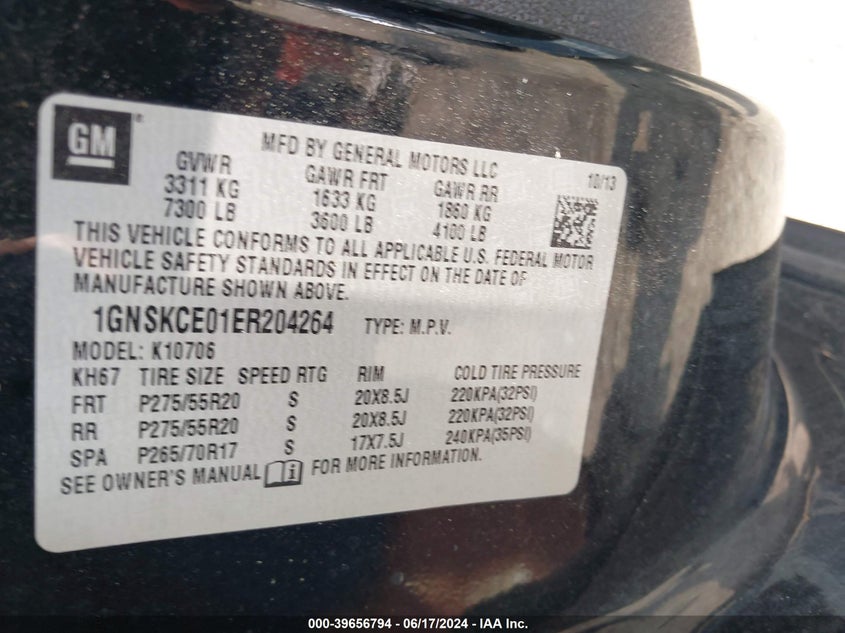 GM ®
MFD BY GENERAL MOTORS LLC
10/13
GVWR GAWR FRT GAWR RR
3311 KG 1633 KG 1860 KG
7300 LB 3600 LB 4100 LB
THIS VEHICLE CONFORMS TO ALL APPLICABLE U.S. FEDERAL MOTOR
VEHICLE SAFETY STANDARDS IN EFFECT ON THE DATE OF
MANUFACTURE SHOWN ABOVE.
1GNSKCE01ER204264 TYPE: M.P.V.
MODEL: K10706
KH67 TIRE SIZE SPEED RTG RIM COLD TIRE PRESSURE
FRT P275/55R20 S 20X8.5J 220KPA(32PSI)
RR P275/55R20 S 20X8.5J 220KPA(32PSI)
SPA P265/70R17 S 17X7.5J 240KPA(35PSI)
SEE OWNER'S MANUAL FOR MORE INFORMATION.
000-39656794 / 06/17/2024 / IAA Inc.